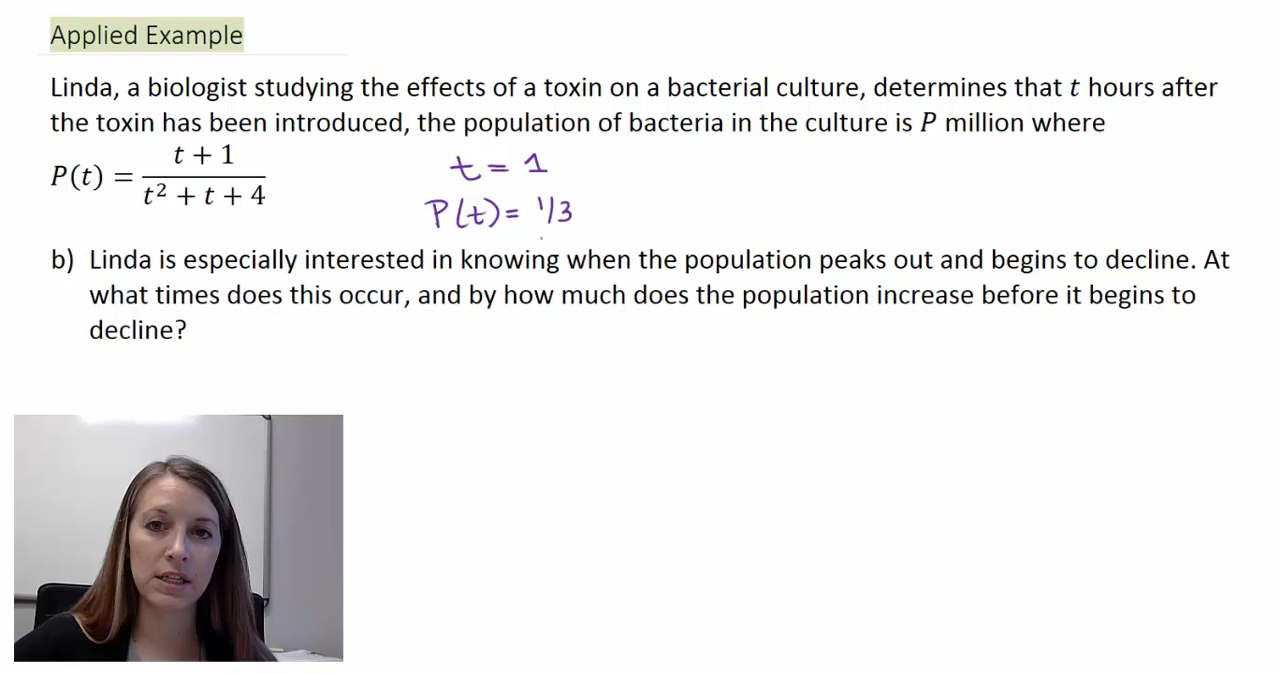 Applied Example
Linda, a biologist studying the effects of a toxin on a bacterial culture, determines that t hours after
the toxin has been introduced, the population of bacteria in the culture is P million where
P(t) = (t + 1)/(t² + t + 4)
t = 1
P(t) = 1/3
b) Linda is especially interested in knowing when the population peaks out and begins to decline. At
what times does this occur, and by how much does the population increase before it begins to
decline?